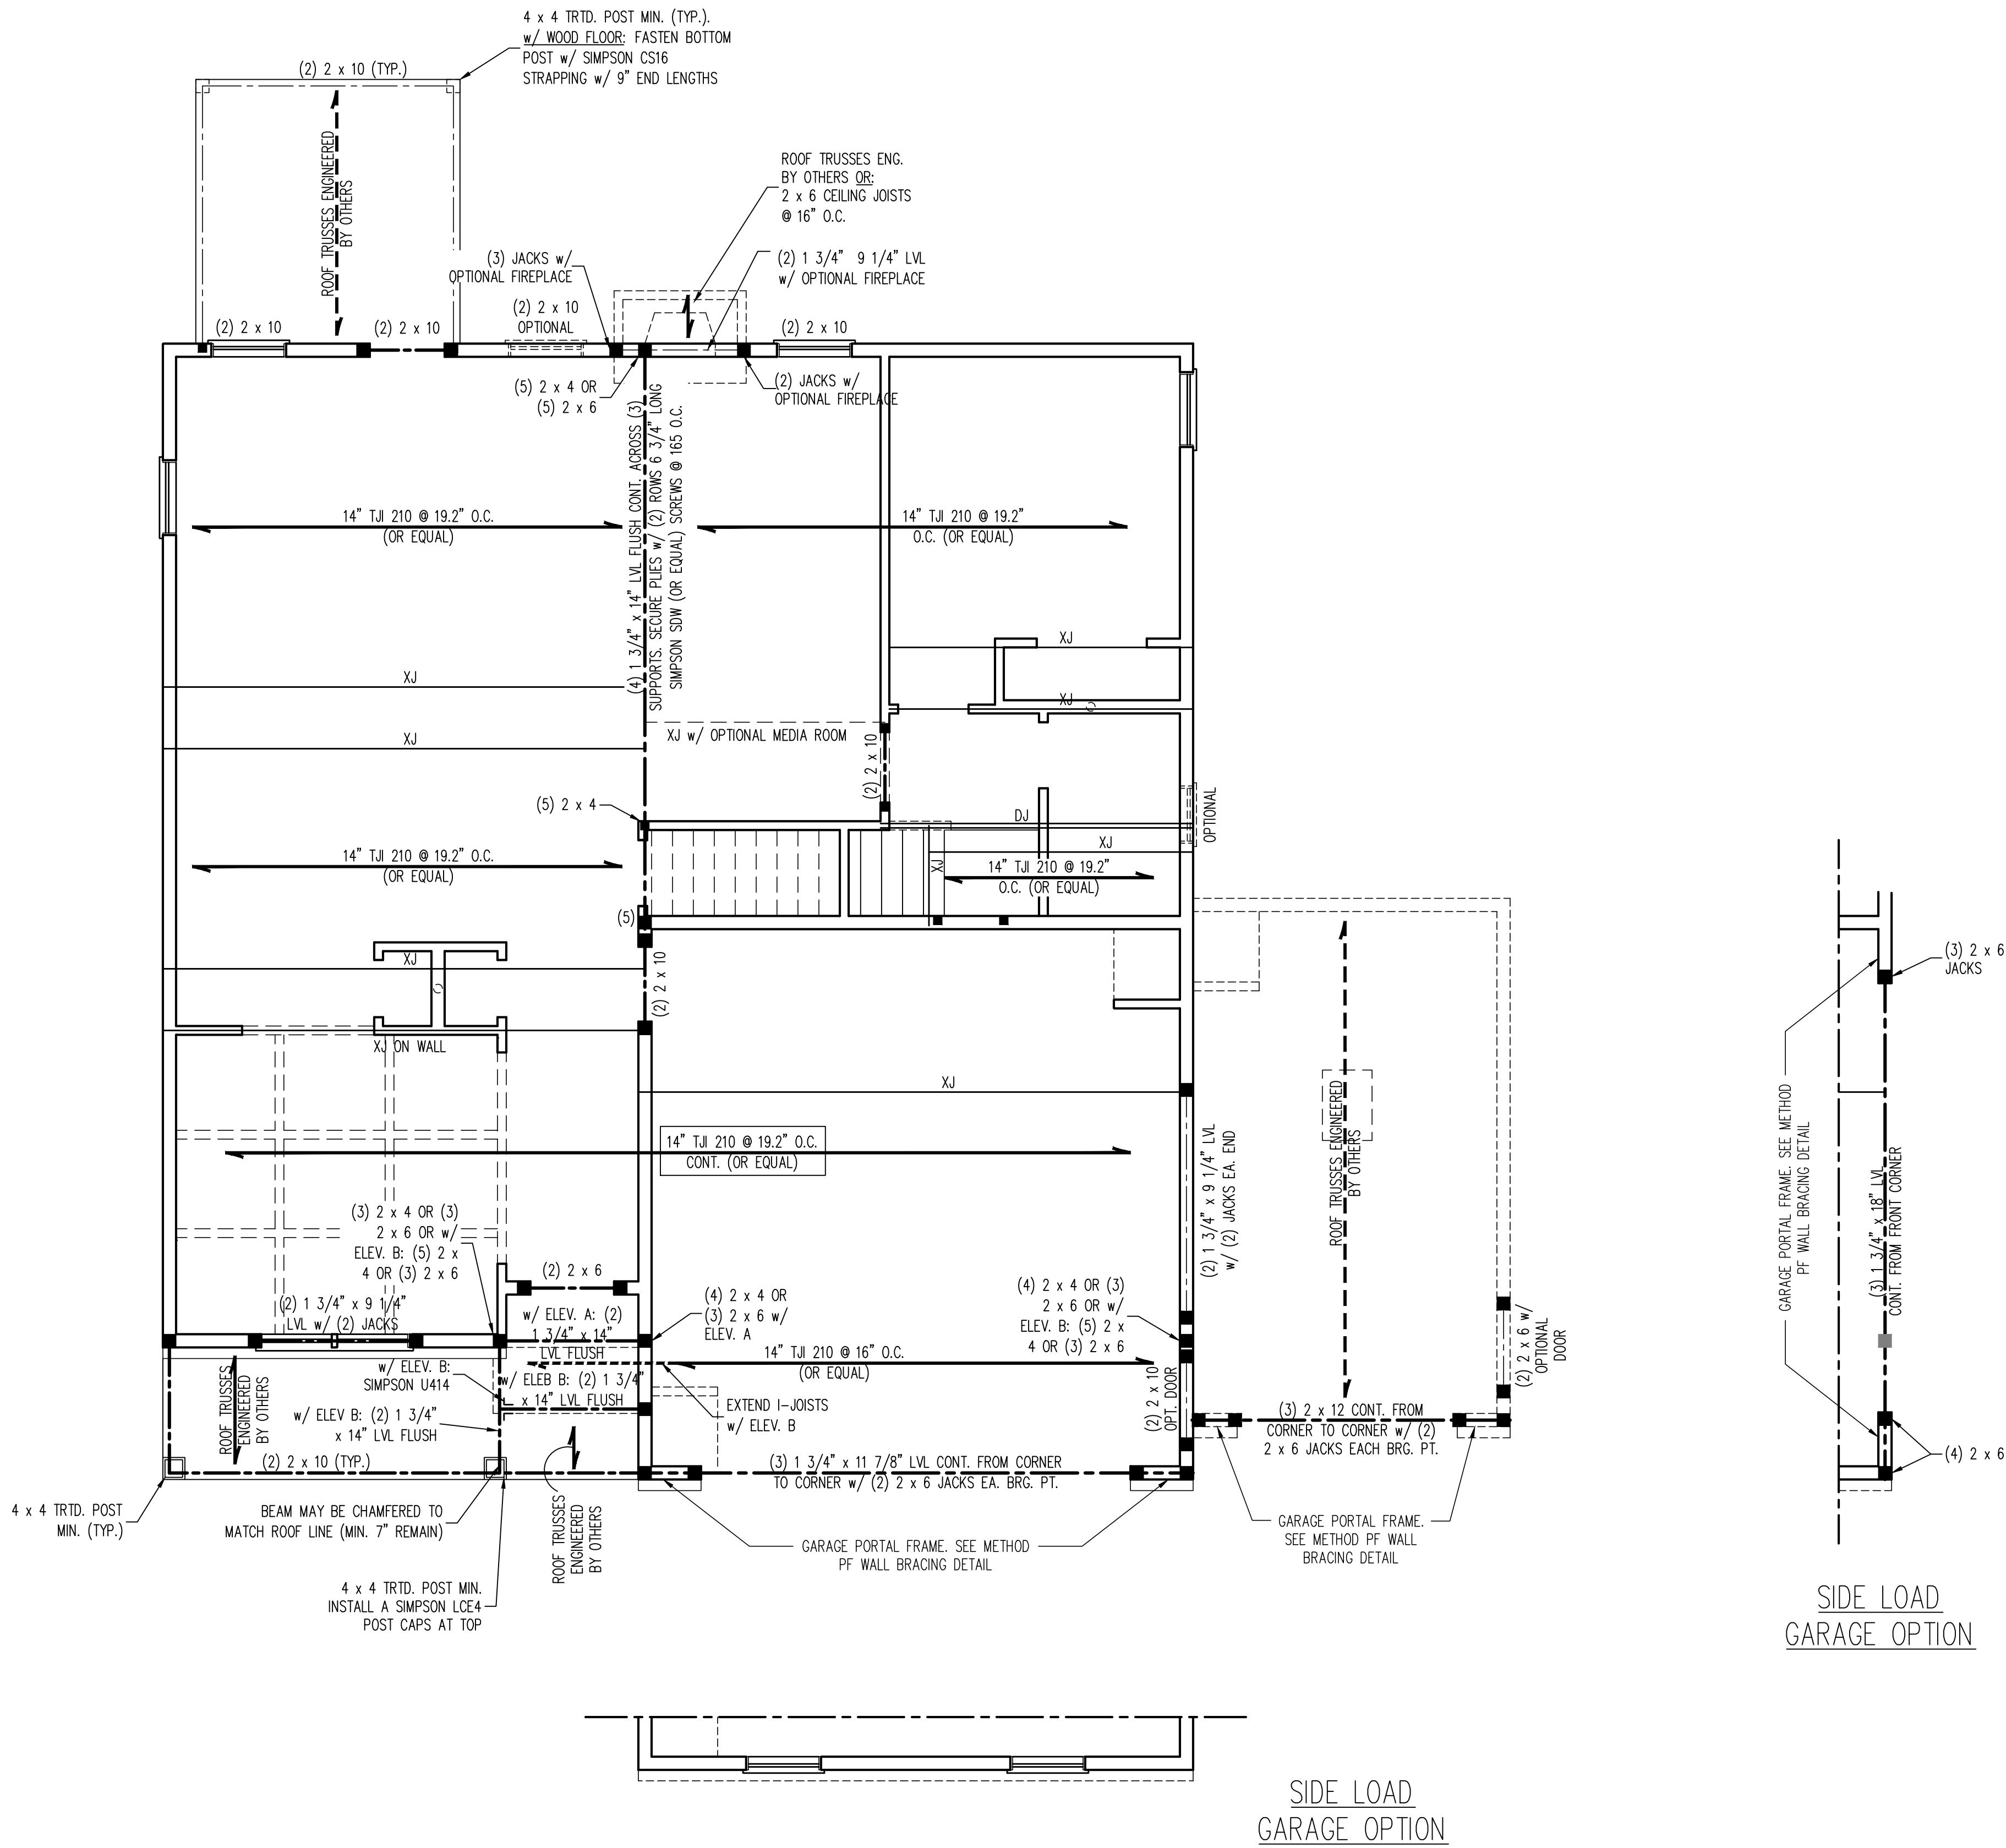 4 x 4 TRTD. POST MIN. (TYP.).
w/ WOOD FLOOR: FASTEN BOTTOM
POST w/ SIMPSON CS16
STRAPPING w/ 9" END LENGTHS
(2) 2 x 10 (TYP.)
ROOF TRUSSES ENGINEERED
BY OTHERS
ROOF TRUSSES ENG.
BY OTHERS OR:
2 x 6 CEILING JOISTS
@ 16" O.C.
(3) JACKS w/
OPTIONAL FIREPLACE
(2) 1 3/4" 9 1/4" LVL
w/ OPTIONAL FIREPLACE
(2) 2 x 10
(2) 2 x 10
(2) 2 x 10
OPTIONAL
(2) 2 x 10
(5) 2 x 4 OR
(5) 2 x 6
(2) JACKS w/
OPTIONAL FIREPLACE
(4) 1 3/4" x 14" LVL FLUSH CONT. ACROSS (3)
SUPPORTS. SECURE PLIES w/ (2) ROWS 6 3/4" LONG
SIMPSON SDW (OR EQUAL) SCREWS @ 165 O.C.
14" TJI 210 @ 19.2" O.C.
(OR EQUAL)
14" TJI 210 @ 19.2"
O.C. (OR EQUAL)
XJ
XJ
XJ
XJ
XJ w/ OPTIONAL MEDIA ROOM
(2) 2 x 10
(5) 2 x 4
DJ
XJ
XJ
OPTIONAL
14" TJI 210 @ 19.2" O.C.
(OR EQUAL)
14" TJI 210 @ 19.2"
O.C. (OR EQUAL)
(5)
XJ
(2) 2 x 10
XJ ON WALL
XJ
14" TJI 210 @ 19.2" O.C.
CONT. (OR EQUAL)
(2) 1 3/4" x 9 1/4" LVL
w/ (2) JACKS EA. END
ROOF TRUSSES ENGINEERED
BY OTHERS
(3) 2 x 4 OR (3)
2 x 6 OR w/
ELEV. B: (5) 2 x
4 OR (3) 2 x 6
(2) 2 x 6
(2) 1 3/4" x 9 1/4"
LVL w/ (2) JACKS
w/ ELEV. A: (2)
1 3/4" x 14"
LVL FLUSH
(4) 2 x 4 OR
(3) 2 x 6 w/
ELEV. A
(4) 2 x 4 OR (3)
2 x 6 OR w/
ELEV. B: (5) 2 x
4 OR (3) 2 x 6
14" TJI 210 @ 16" O.C.
(OR EQUAL)
w/ ELEV. B:
SIMPSON U414
w/ ELEB B: (2) 1 3/4"
x 14" LVL FLUSH
EXTEND I-JOISTS
w/ ELEV. B
w/ ELEV B: (2) 1 3/4"
x 14" LVL FLUSH
ROOF TRUSSES
ENGINEERED
BY OTHERS
(2) 2 x 10 (TYP.)
(2) 2 x 10
OPT. DOOR
(2) 2 x 6 w/
OPTIONAL
DOOR
(3) 2 x 12 CONT. FROM
CORNER TO CORNER w/ (2)
2 x 6 JACKS EACH BRG. PT.
(3) 1 3/4" x 11 7/8" LVL CONT. FROM CORNER
TO CORNER w/ (2) 2 x 6 JACKS EA. BRG. PT.
4 x 4 TRTD. POST
MIN. (TYP.)
BEAM MAY BE CHAMFERED TO
MATCH ROOF LINE (MIN. 7" REMAIN)
ROOF TRUSSES
ENGINEERED
BY OTHERS
GARAGE PORTAL FRAME. SEE METHOD
PF WALL BRACING DETAIL
GARAGE PORTAL FRAME.
SEE METHOD PF WALL
BRACING DETAIL
4 x 4 TRTD. POST MIN.
INSTALL A SIMPSON LCE4
POST CAPS AT TOP
(3) 2 x 6
JACKS
GARAGE PORTAL FRAME. SEE METHOD
PF WALL BRACING DETAIL
(3) 1 3/4" x 18" LVL
CONT. FROM FRONT CORNER
(4) 2 x 6
SIDE LOAD
GARAGE OPTION
SIDE LOAD
GARAGE OPTION